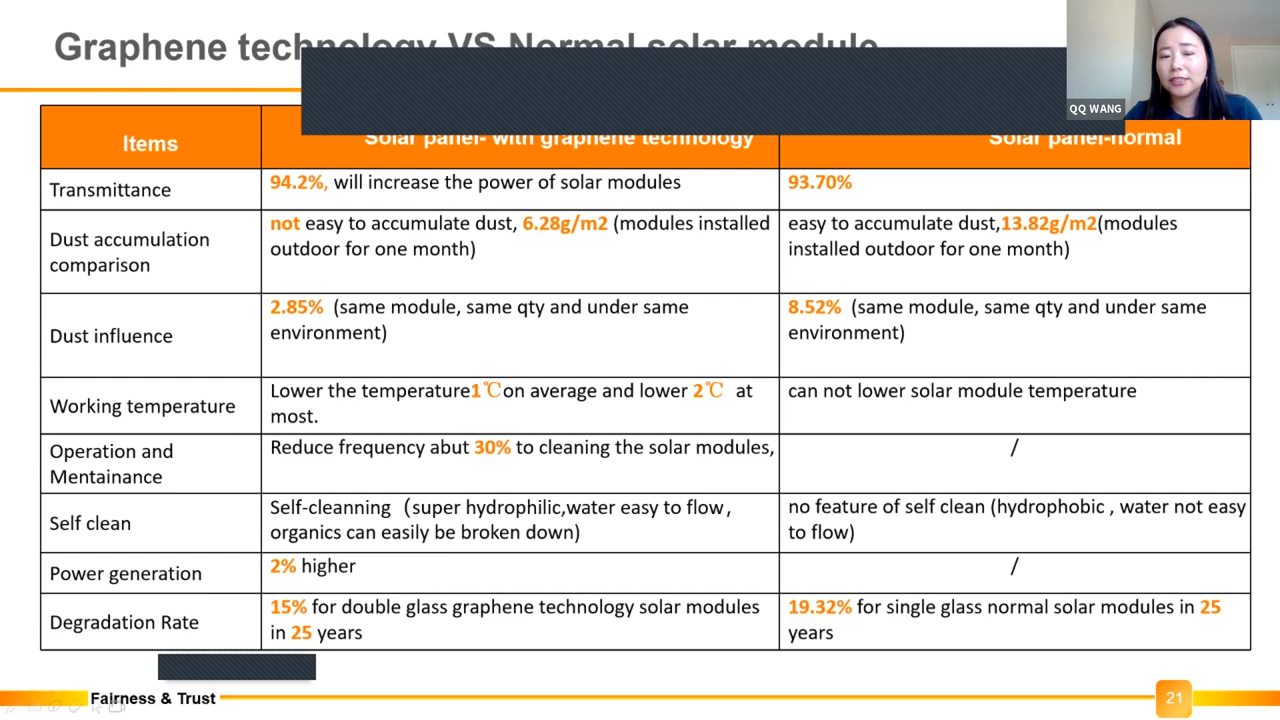 Graphene technology VS Normal solar module
QQ WANG
Items
Solar panel- with graphene technology
Solar panel-normal
Transmittance
94.2%, will increase the power of solar modules
93.70%
Dust accumulation
comparison
not easy to accumulate dust, 6.28g/m2 (modules installed
outdoor for one month)
easy to accumulate dust,13.82g/m2(modules
installed outdoor for one month)
Dust influence
2.85% (same module, same qty and under same
environment)
8.52% (same module, same qty and under same
environment)
Working temperature
Lower the temperature1℃on average and lower 2℃ at
most.
can not lower solar module temperature
Operation and
Mentainance
Reduce frequency abut 30% to cleaning the solar modules,
/
Self clean
Self-cleanning（super hydrophilic,water easy to flow，
organics can easily be broken down)
no feature of self clean (hydrophobic , water not easy
to flow)
Power generation
2% higher
/
Degradation Rate
15% for double glass graphene technology solar modules
in 25 years
19.32% for single glass normal solar modules in 25
years
Fairness & Trust
21